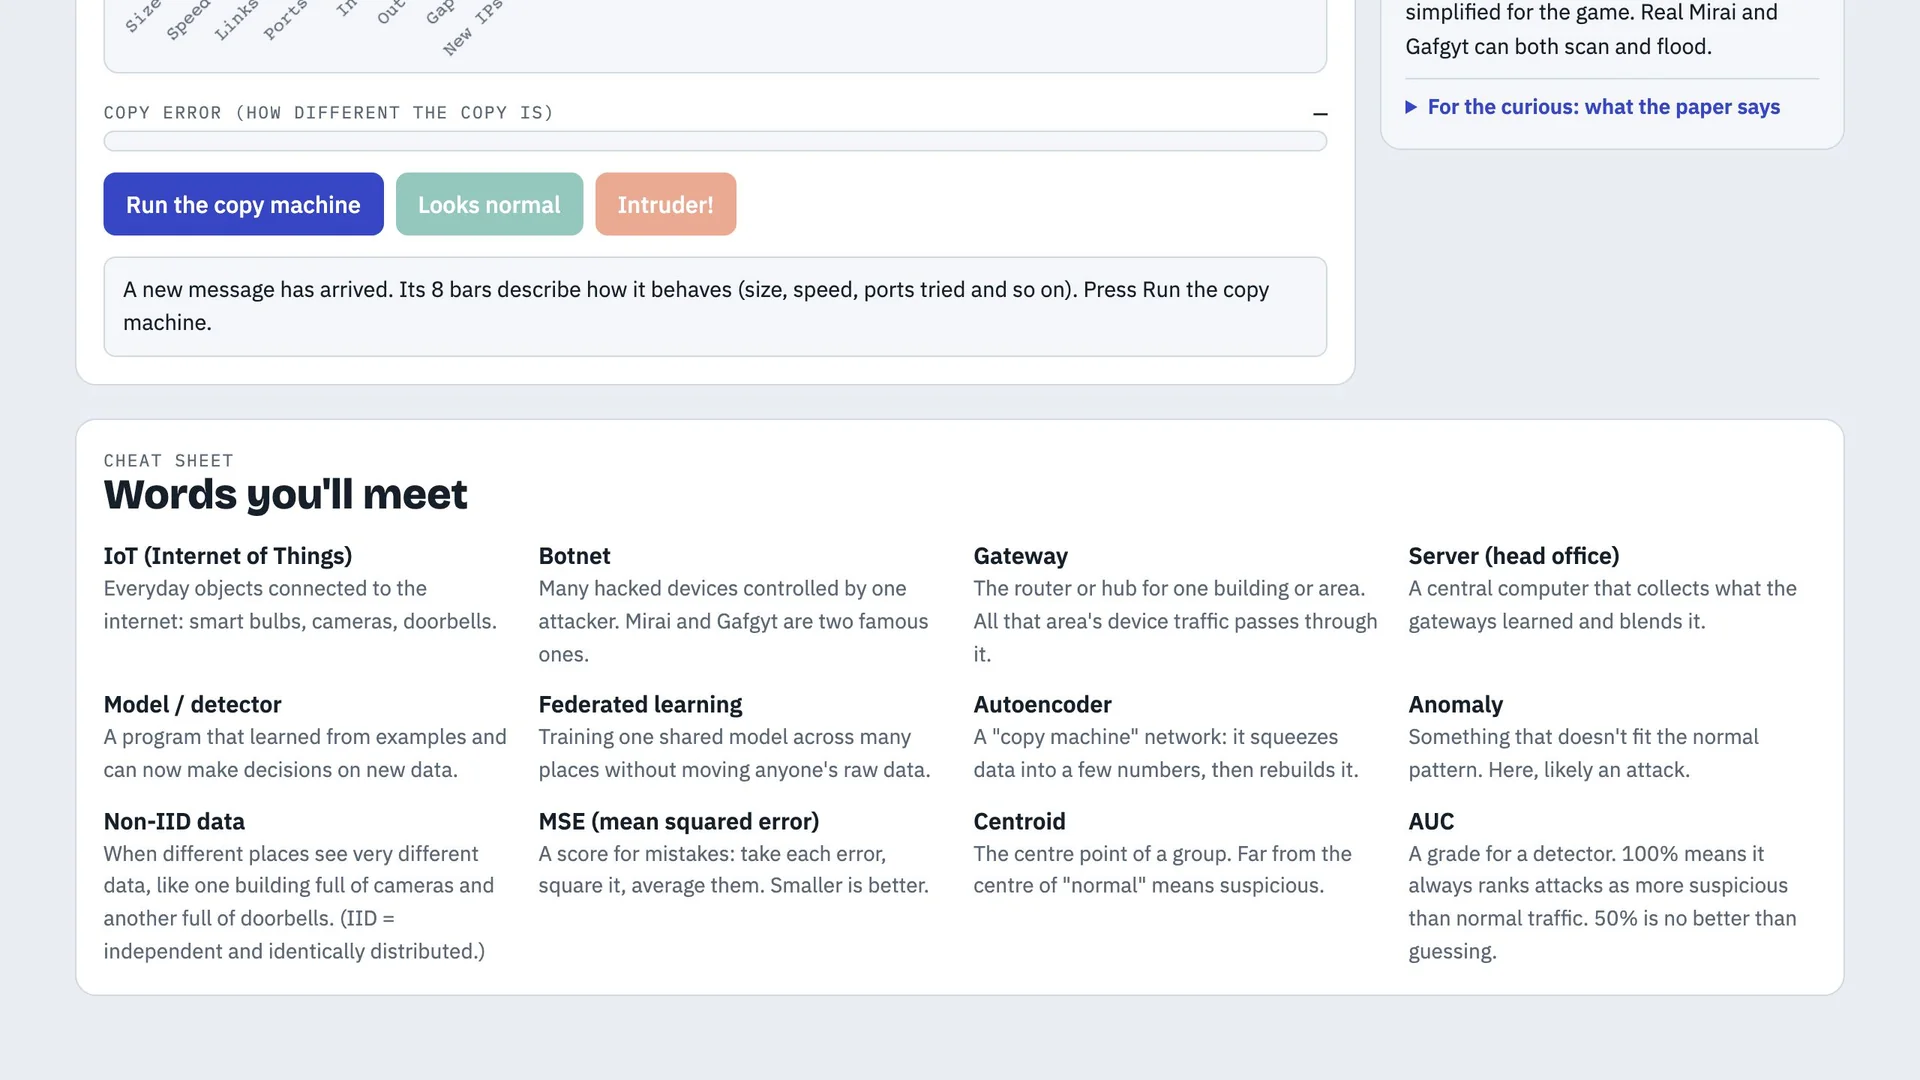 Size
Speed
Links
Ports
In
Out
Gap
New IPs
COPY ERROR (HOW DIFFERENT THE COPY IS)
—
Run the copy machine
Looks normal
Intruder!
A new message has arrived. Its 8 bars describe how it behaves (size, speed, ports tried and so on). Press Run the copy
machine.
simplified for the game. Real Mirai and
Gafgyt can both scan and flood.
▶ For the curious: what the paper says
CHEAT SHEET
Words you'll meet
IoT (Internet of Things)
Everyday objects connected to the
internet: smart bulbs, cameras, doorbells.
Botnet
Many hacked devices controlled by one
attacker. Mirai and Gafgyt are two famous
ones.
Gateway
The router or hub for one building or area.
All that area's device traffic passes through
it.
Server (head office)
A central computer that collects what the
gateways learned and blends it.
Model / detector
A program that learned from examples and
can now make decisions on new data.
Federated learning
Training one shared model across many
places without moving anyone's raw data.
Autoencoder
A "copy machine" network: it squeezes
data into a few numbers, then rebuilds it.
Anomaly
Something that doesn't fit the normal
pattern. Here, likely an attack.
Non-IID data
When different places see very different
data, like one building full of cameras and
another full of doorbells. (IID =
independent and identically distributed.)
MSE (mean squared error)
A score for mistakes: take each error,
square it, average them. Smaller is better.
Centroid
The centre point of a group. Far from the
centre of "normal" means suspicious.
AUC
A grade for a detector. 100% means it
always ranks attacks as more suspicious
than normal traffic. 50% is no better than
guessing.